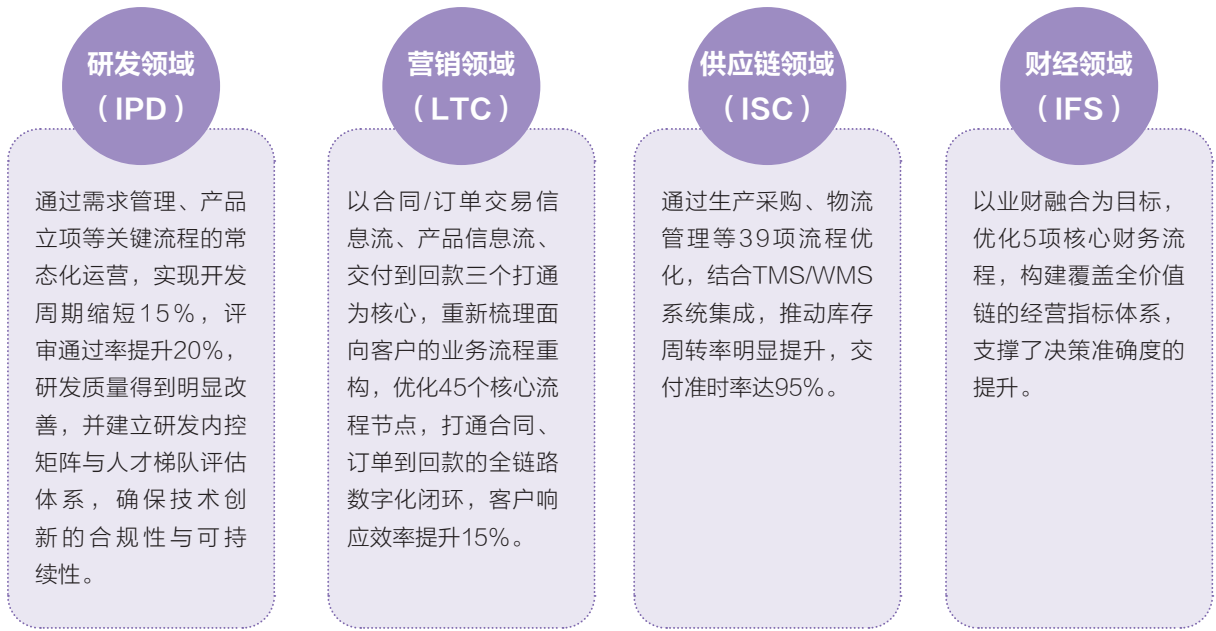 研发领域
（IPD）
通过需求管理、产品
立项等关键流程的常
态化运营，实现开发
周期缩短15%，评
审通过率提升20%，
研发质量得到明显改
善，并建立研发内控
矩阵与人才梯队评估
体系，确保技术创
新的合规性与可持
续性。
营销领域
（LTC）
以合同/订单交易信
息流、产品信息流、
交付到回款三个打通
为核心，重新梳理面
向客户的业务流程重
构，优化45个核心流
程节点，打通合同、
订单到回款的全链路
数字化闭环，客户响
应效率提升15%。
供应链领域
（ISC）
通过生产采购、物流
管理等39项流程优
化，结合TMS/WMS
系统集成，推动库存
周转率明显提升，交
付准时率达95%。
财经领域
（IFS）
以业财融合为目标，
优化5项核心财务流
程，构建覆盖全价值
链的经营指标体系，
支撑了决策准确度的
提升。